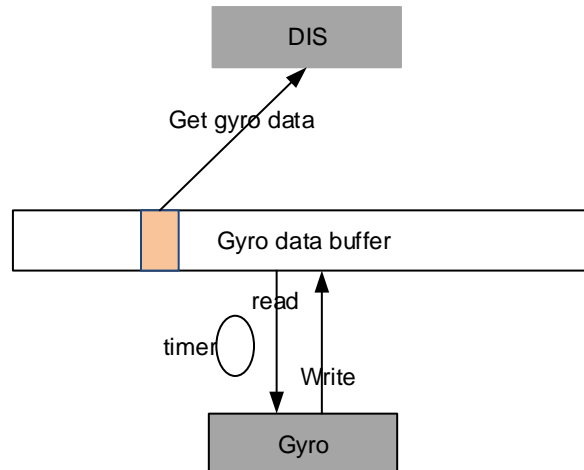 DIS
Get gyro data
Gyro data buffer
read
timer
Write
Gyro